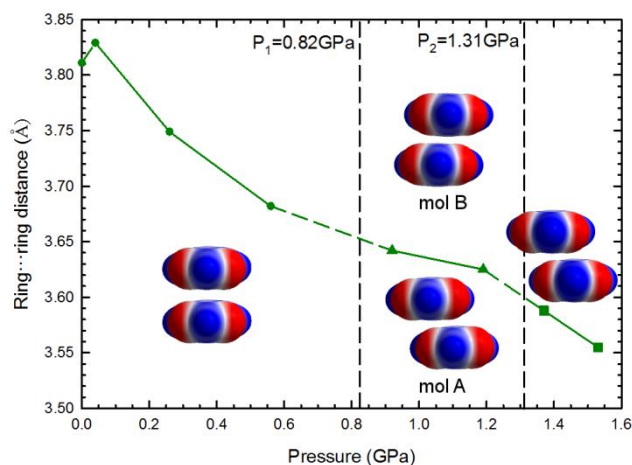 3.85
3.80
3.75
3.70
3.65
3.60
3.55
3.50
Ring··ring distance (Å)
P1=0.82GPa
P2=1.31GPa
mol B
mol A
0.0 0.2 0.4 0.6 0.8 1.0 1.2 1.4 1.6
Pressure (GPa)